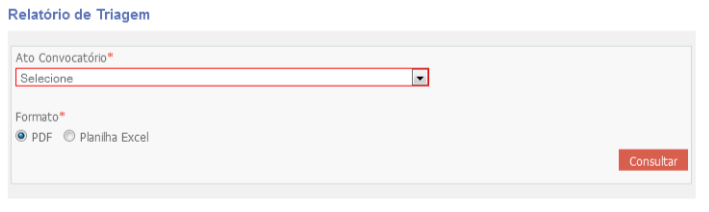 Relatório de Triagem
Ato Convocatório*
Selecione
Formato*
PDF Planilha Excel
Consultar